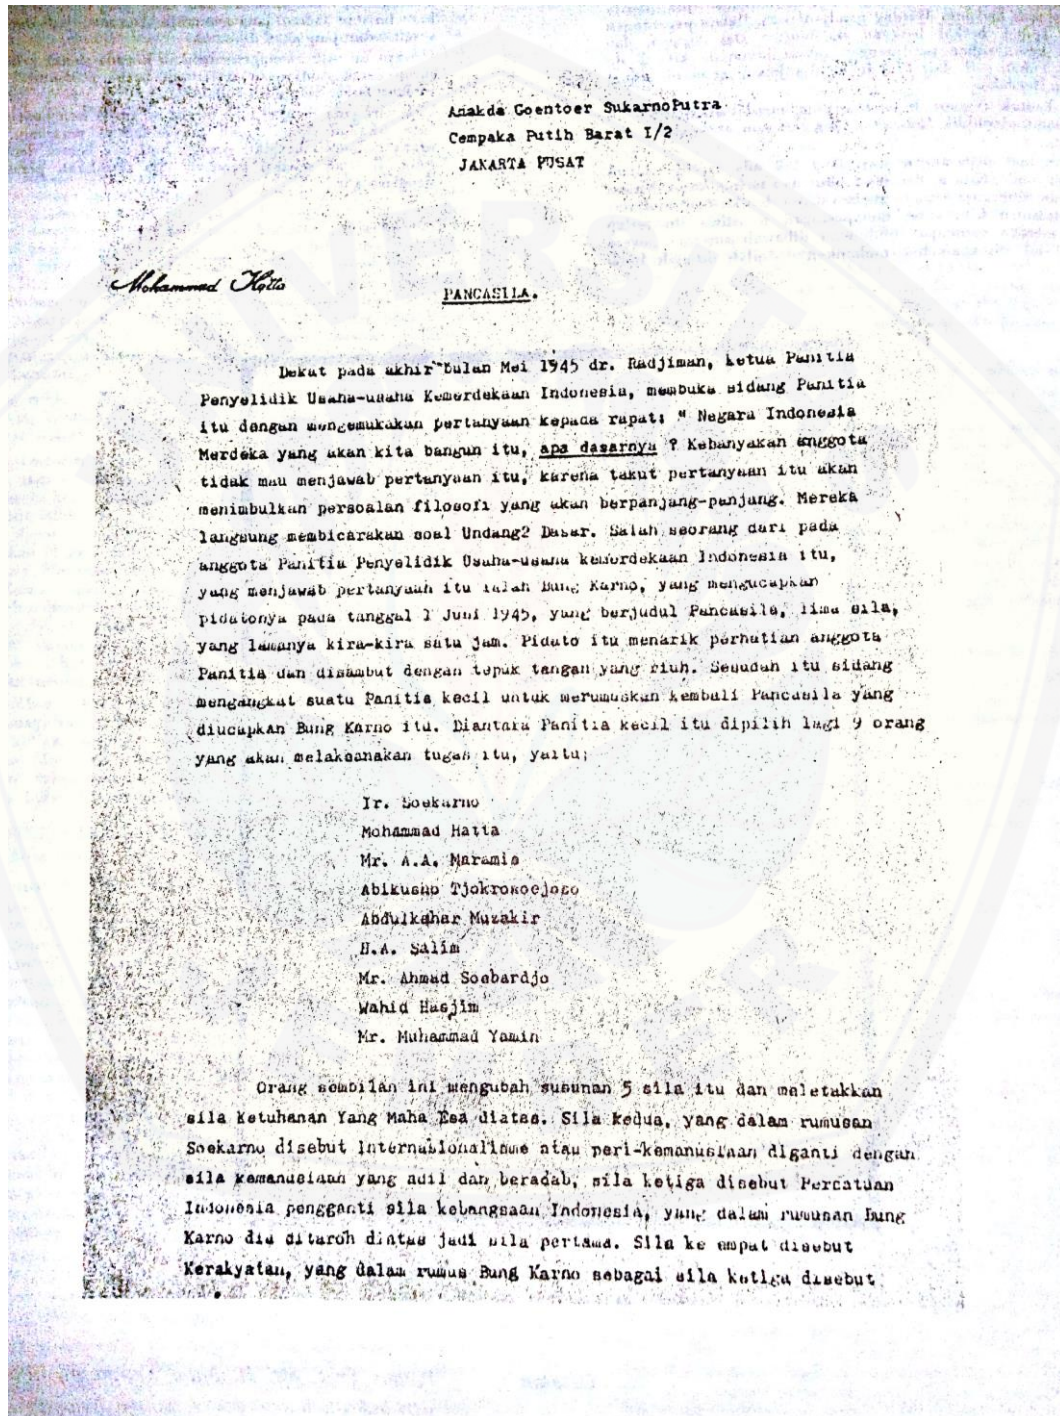 Anakda Goentoer SukarnoPutra
Cempaka Putih Barat I/2
JAKARTA PUSAT
Mohammad Hatta
PANCASILA.
Dekat pada akhir bulan Mei 1945 dr. Radjiman, ketua Panitia
Penyelidik Usaha-usaha Kemerdekaan Indonesia, membuka sidang Panitia
itu dengan mengemukakan pertanyaan kepada rapat: " Negara Indonesia
Merdeka yang akan kita bangun itu, apa dasarnya ? Kebanyakan anggota
tidak mau menjawab pertanyaan itu, karena takut pertanyaan itu akan
menimbulkan persoalan filosofi yang akan berpanjang-panjang. Mereka
langsung membicarakan soal Undang2 Dasar. Salah seorang dari pada
anggota Panitia Penyelidik Usaha-usaha kemerdekaan Indonesia itu,
yang menjawab pertanyaan itu ialah Bung Karno, yang mengucapkan
pidatonya pada tanggal 1 Juni 1945, yang berjudul Pancasila, lima sila,
yang lamanya kira-kira satu jam. Pidato itu menarik perhatian anggota
Panitia dan disambut dengan tepuk tangan yang riuh. Sesudah itu sidang
mengangkat suatu Panitia kecil untuk merumuskan kembali Pancasila yang
diucapkan Bung Karno itu. Diantara Panitia kecil itu dipilih lagi 9 orang
yang akan melaksanakan tugas itu, yaitu;
Ir. Soekarno
Mohammad Hatta
Mr. A.A. Maramis
Abikusno Tjokrosoejoso
Abdulkahar Muzakir
H.A. Salim
Mr. Ahmad Soebardjo
Wahid Hasjim
Mr. Muhammad Yamin
Orang sembilan ini mengubah susunan 5 sila itu dan meletakkan
sila Ketuhanan Yang Maha Esa diatas. Sila kedua, yang dalam rumusan
Soekarno disebut Internasionalisme atau peri-kemanusiaan diganti dengan
sila kemanusiaan yang adil dan beradab, sila ketiga disebut Persatuan
Indonesia pengganti sila kebangsaan Indonesia, yang dalam rumusan Bung
Karno dia ditaroh diatas jadi sila pertama. Sila ke empat disebut
Kerakyatan, yang dalam rumus Bung Karno sebagai sila ketiga disebut